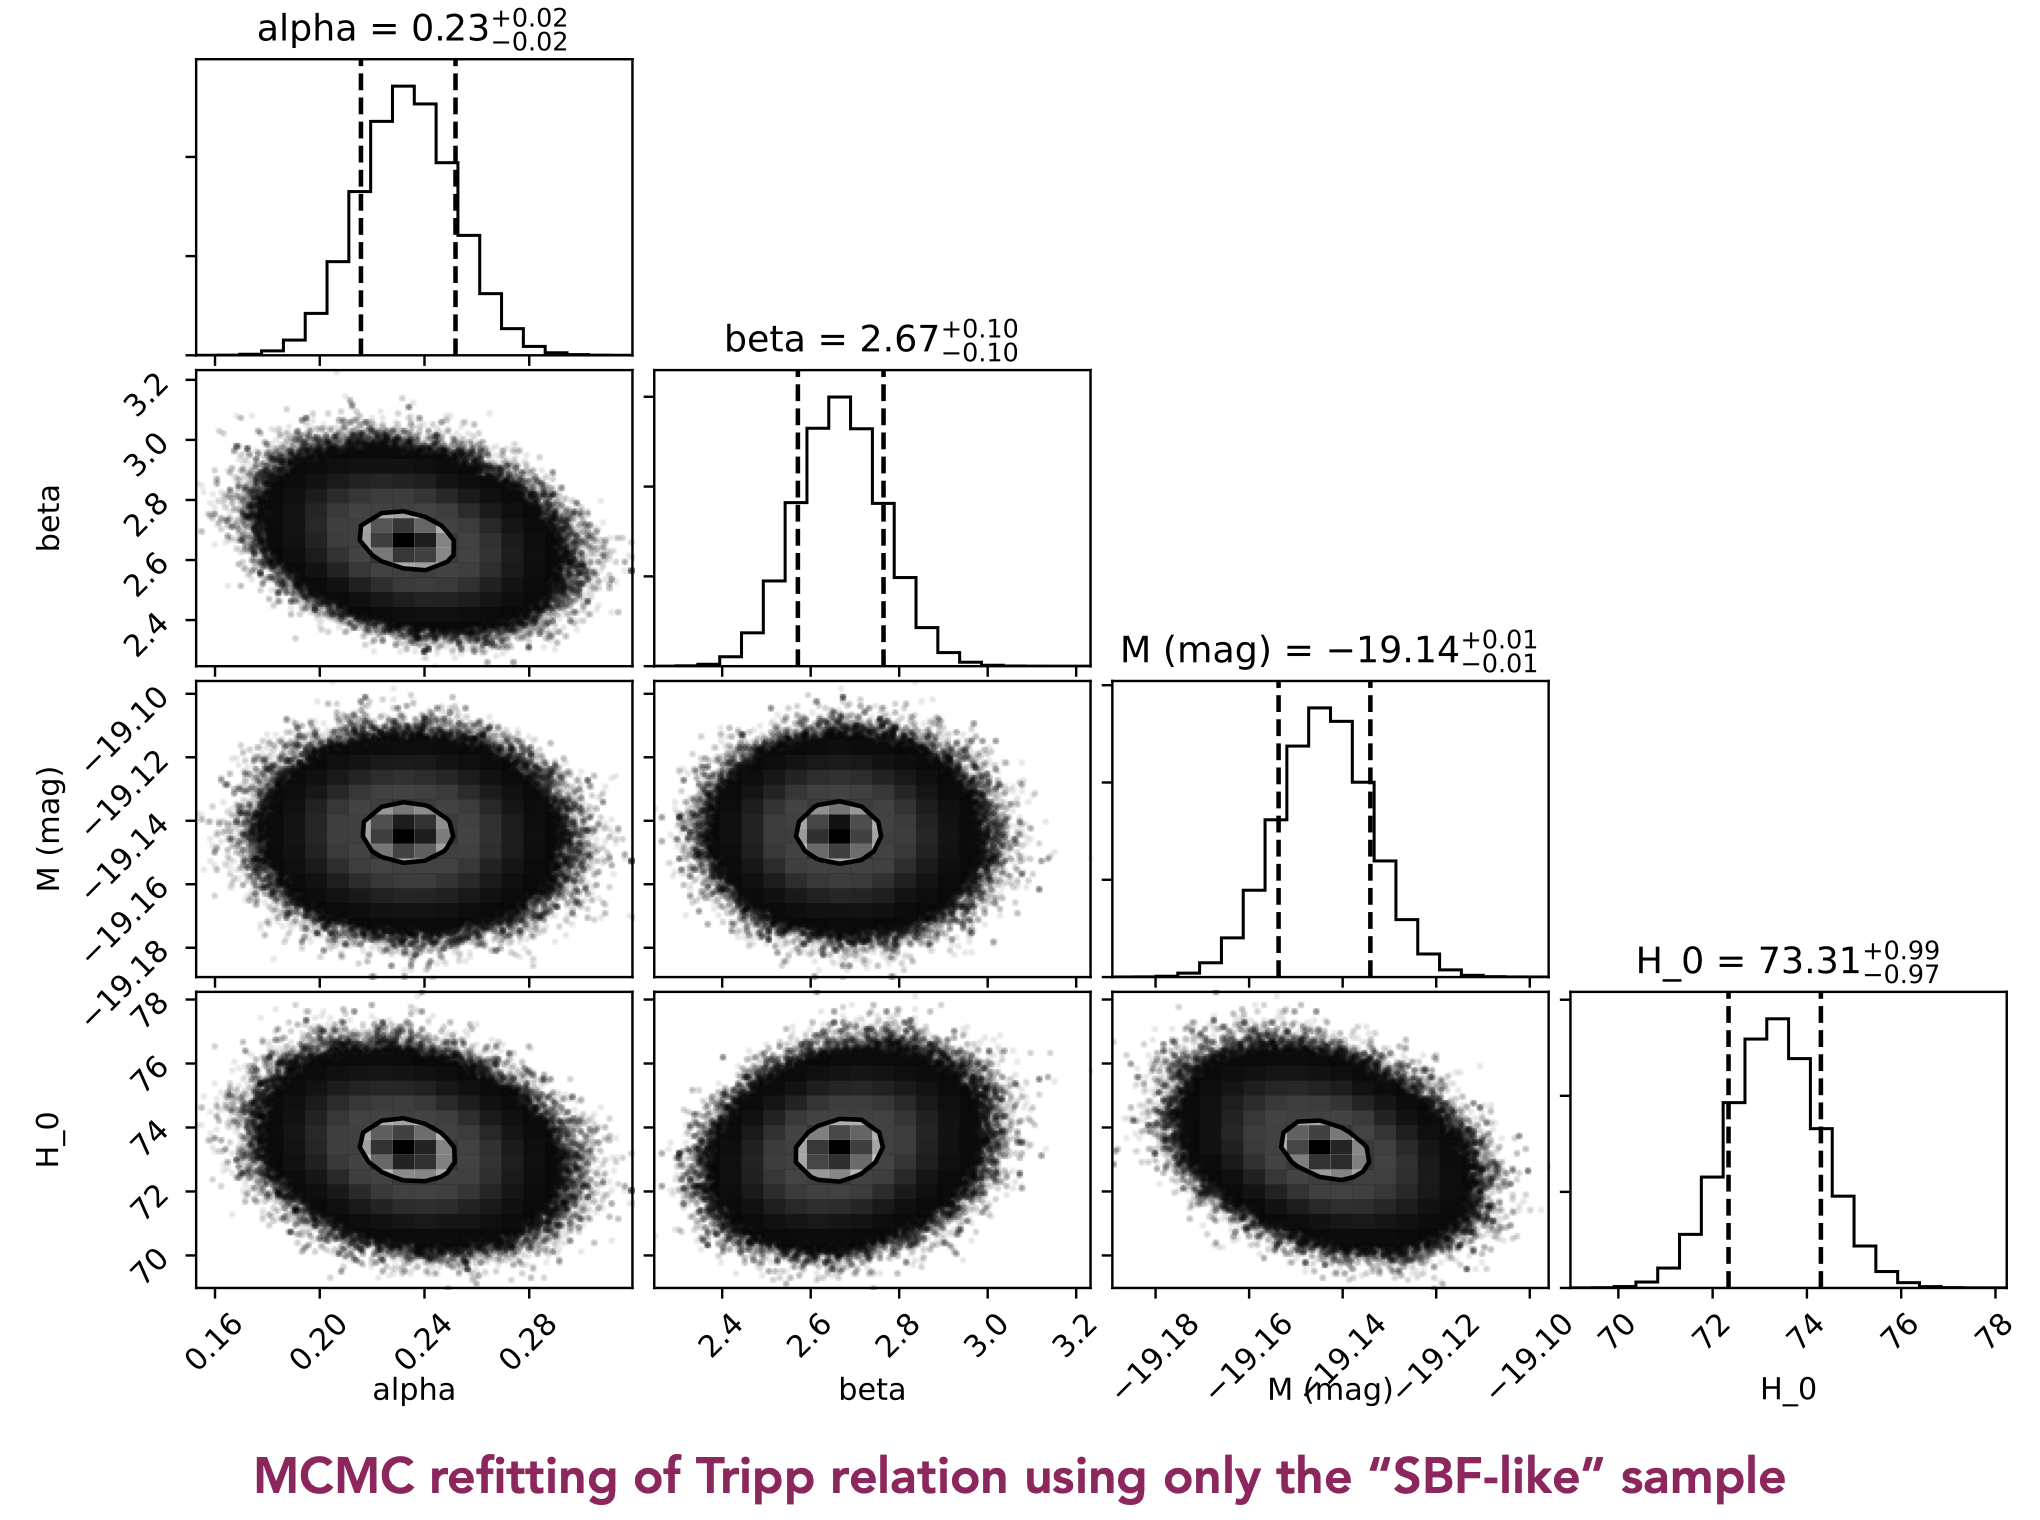 alpha = 0.23+0.02−0.02
beta = 2.67+0.10−0.10
3.2
3.0
2.8
2.6
2.4
beta
M (mag) = −19.14+0.01−0.01
−19.10
−19.12
−19.14
−19.16
−19.18
M (mag)
H_0 = 73.31+0.99−0.97
78
76
74
72
70
H_0
0.16 0.20 0.24 0.28
alpha
2.4 2.6 2.8 3.0 3.2
beta
−19.18 −19.16 −19.14 −19.12 −19.10
M (mag)
70 72 74 76 78
H_0
MCMC refitting of Tripp relation using only the “SBF-like” sample